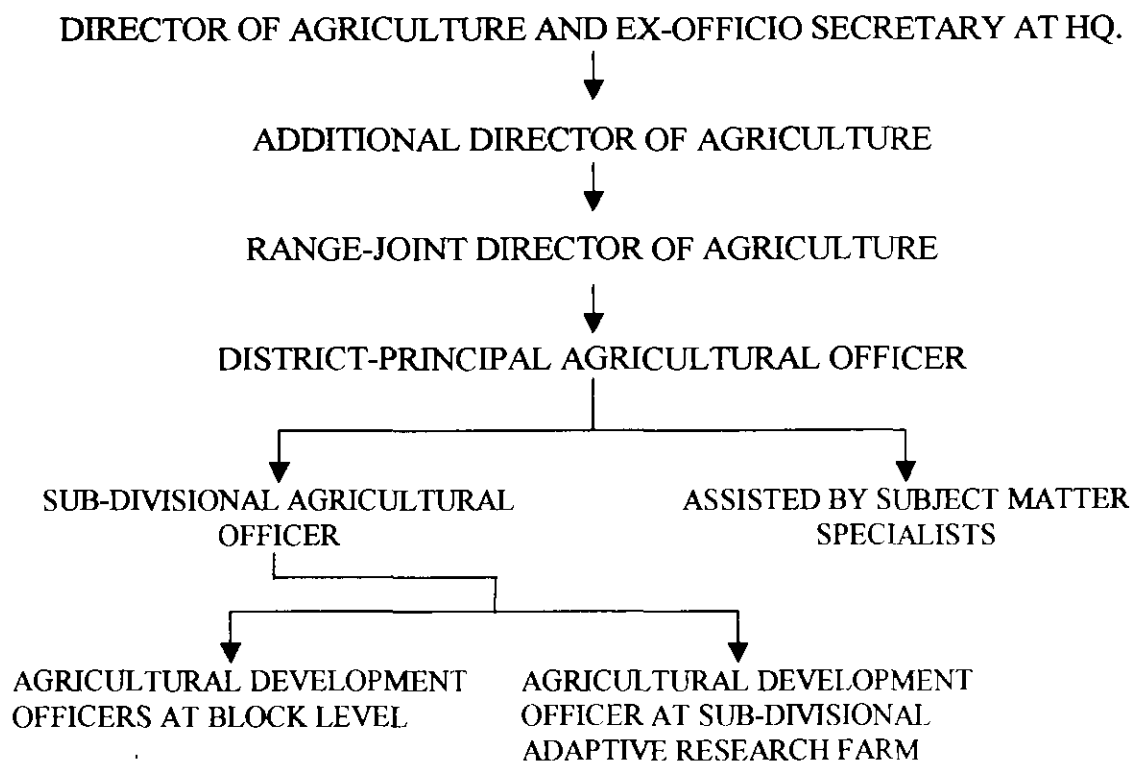 DIRECTOR OF AGRICULTURE AND EX-OFFICIO SECRETARY AT HQ.
ADDITIONAL DIRECTOR OF AGRICULTURE
RANGE-JOINT DIRECTOR OF AGRICULTURE
DISTRICT-PRINCIPAL AGRICULTURAL OFFICER
SUB-DIVISIONAL AGRICULTURAL
OFFICER
ASSISTED BY SUBJECT MATTER
SPECIALISTS
AGRICULTURAL DEVELOPMENT
OFFICERS AT BLOCK LEVEL
AGRICULTURAL DEVELOPMENT
OFFICER AT SUB-DIVISIONAL
ADAPTIVE RESEARCH FARM